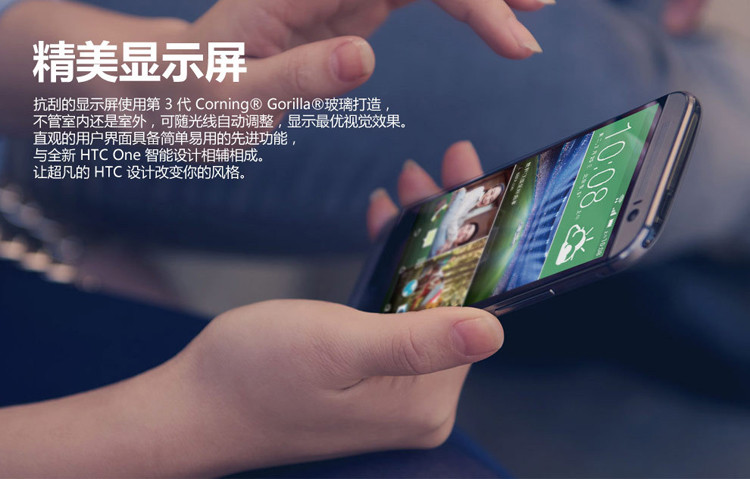 精美显示屏
抗刮的显示屏使用第 3 代 Corning® Gorilla®玻璃打造，
不管室内还是室外，可随光线自动调整，显示最优视觉效果。
直观的用户界面具备简单易用的先进功能，
与全新 HTC One 智能设计相辅相成。
让超凡的 HTC 设计改变你的风格。
10:08